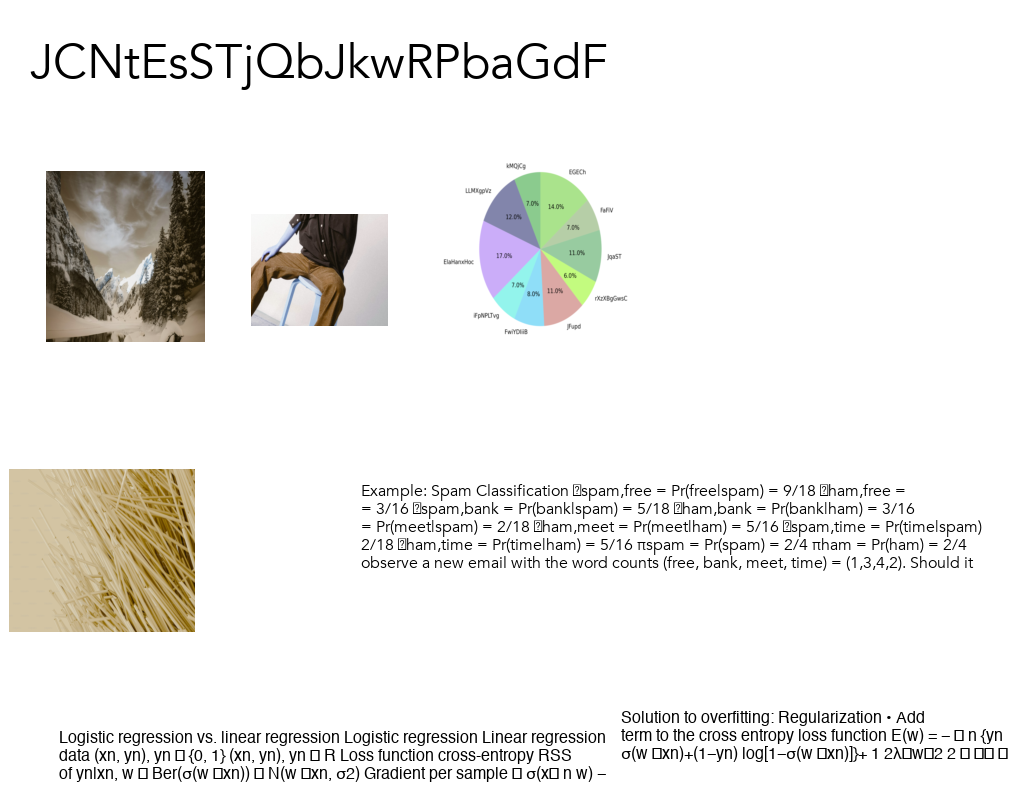 JCNtEsSTjQbJkwRPbaGdF
kMQjCg
EGECh
LLMXgpVz
FaFiV
7.0%
14.0%
12.0%
7.0%
ElaHanxHoc
17.0%
11.0%
JqaST
7.0%
8.0%
11.0%
6.0%
rXzXBgGwsC
iFpNPLTvg
FwiYDliiB
JFupd
Example: Spam Classification spam,free = Pr(free|spam) = 9/18 ham,free =
= 3/16 spam,bank = Pr(bank|spam) = 5/18 ham,bank = Pr(bank|ham) = 3/16
= Pr(meet|spam) = 2/18 ham,meet = Pr(meet|ham) = 5/16 spam,time = Pr(time|spam)
2/18 ham,time = Pr(time|ham) = 5/16 πspam = Pr(spam) = 2/4 πham = Pr(ham) = 2/4
observe a new email with the word counts (free, bank, meet, time) = (1,3,4,2). Should it
Logistic regression vs. linear regression Logistic regression Linear regression
data (xn, yn), yn {0, 1} (xn, yn), yn R Loss function cross-entropy RSS
of yn|xn, w Ber(σ(w xn)) N(w xn, σ2) Gradient per sample σ(x n w) −
Solution to overfitting: Regularization • Add
term to the cross entropy loss function E(w) = − n {yn
σ(w xn)+(1−yn) log[1−σ(w xn)]}+ 1 2λ w 2 2